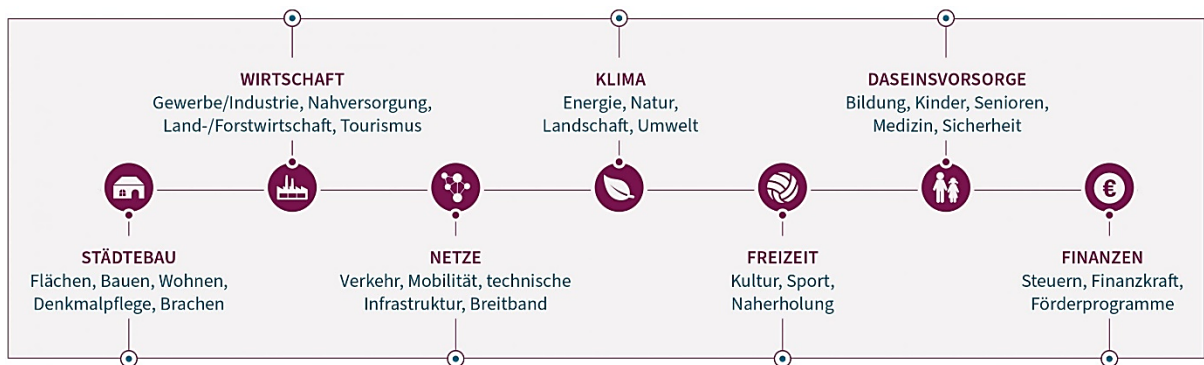 WIRTSCHAFT
Gewerbe/Industrie, Nahversorgung,
Land-/Forstwirtschaft, Tourismus
KLIMA
Energie, Natur,
Landschaft, Umwelt
DASEINSVORSORGE
Bildung, Kinder, Senioren,
Medizin, Sicherheit
€
STÄDTEBAU
Flächen, Bauen, Wohnen,
Denkmalpflege, Brachen
NETZE
Verkehr, Mobilität, technische
Infrastruktur, Breitband
FREIZEIT
Kultur, Sport,
Naherholung
FINANZEN
Steuern, Finanzkraft,
Förderprogramme